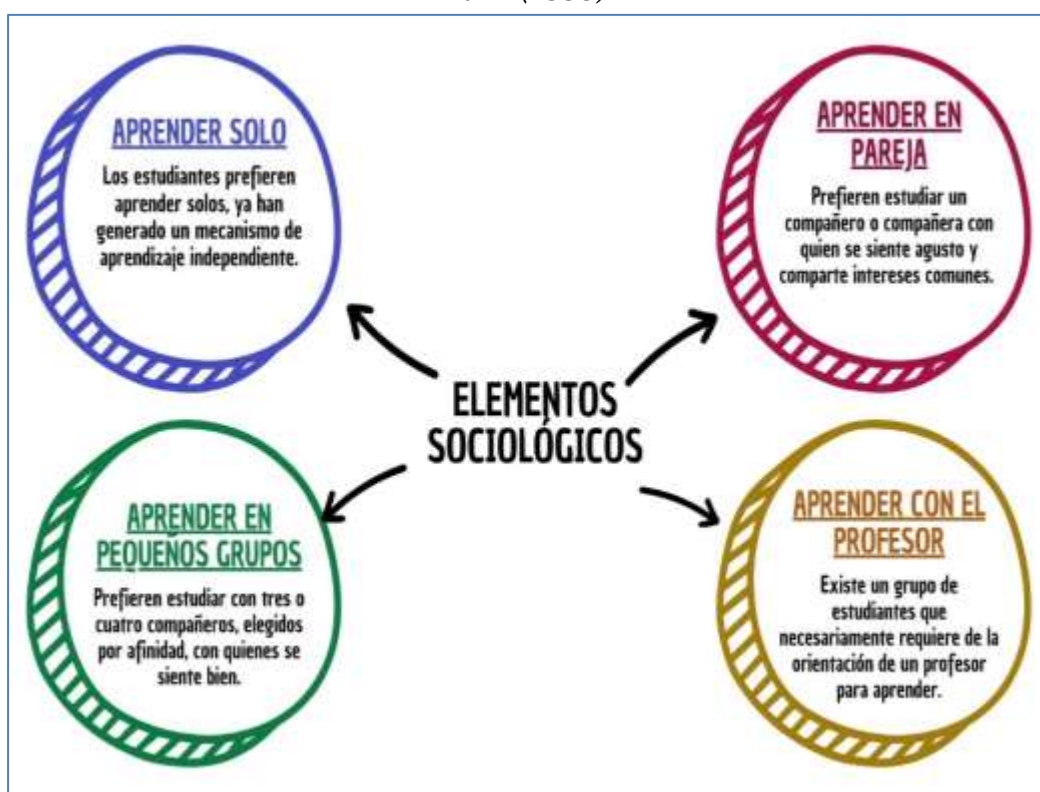 APRENDER SOLO
Los estudiantes prefieren
aprender solos, ya han
generado un mecanismo de
aprendizaje independiente.
APRENDER EN
PAREJA
Prefieren estudiar un
compañero o compañera con
quien se siente agusto y
comparte intereses comunes.
ELEMENTOS
SOCIOLÓGICOS
APRENDER EN
PEQUEÑOS GRUPOS
Prefieren estudiar con tres o
cuatro compañeros, elegidos
por afinidad, con quienes se
siente bien.
APRENDER CON EL
PROFESOR
Existe un grupo de
estudiantes que
necesariamente requiere de la
orientación de un profesor
para aprender.